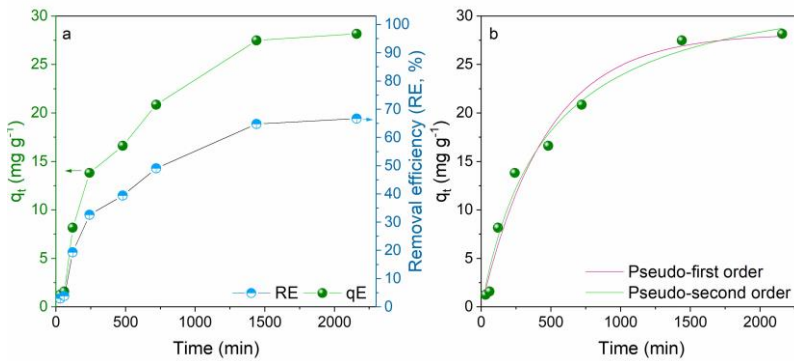 a
30
25
20
15
10
5
0
qt (mg g-1)
0 500 1000 1500 2000
Time (min)
RE qE
100
90
80
70
60
50
40
30
20
10
0
Removal efficiency (RE, %)
b
30
25
20
15
10
5
0
qt (mg g-1)
Pseudo-first order
Pseudo-second order
0 500 1000 1500 2000
Time (min)